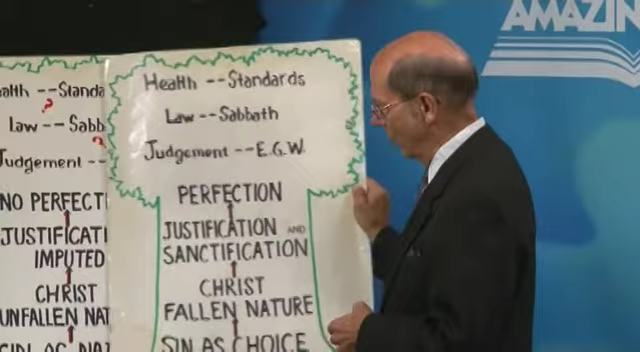 AMAZIN
Health -- Standards
Law -- Sabbath
Judgement -- E.G.W.
PERFECTION
JUSTIFICATION AND
SANCTIFICATION
CHRIST
FALLEN NATURE
SIN AS CHOICE
alth -- Standa
?
Law -- Sabb
?
Judgement --
NO PERFECT
JUSTIFICATI
IMPUTED
CHRIST
UNFALLEN NAT